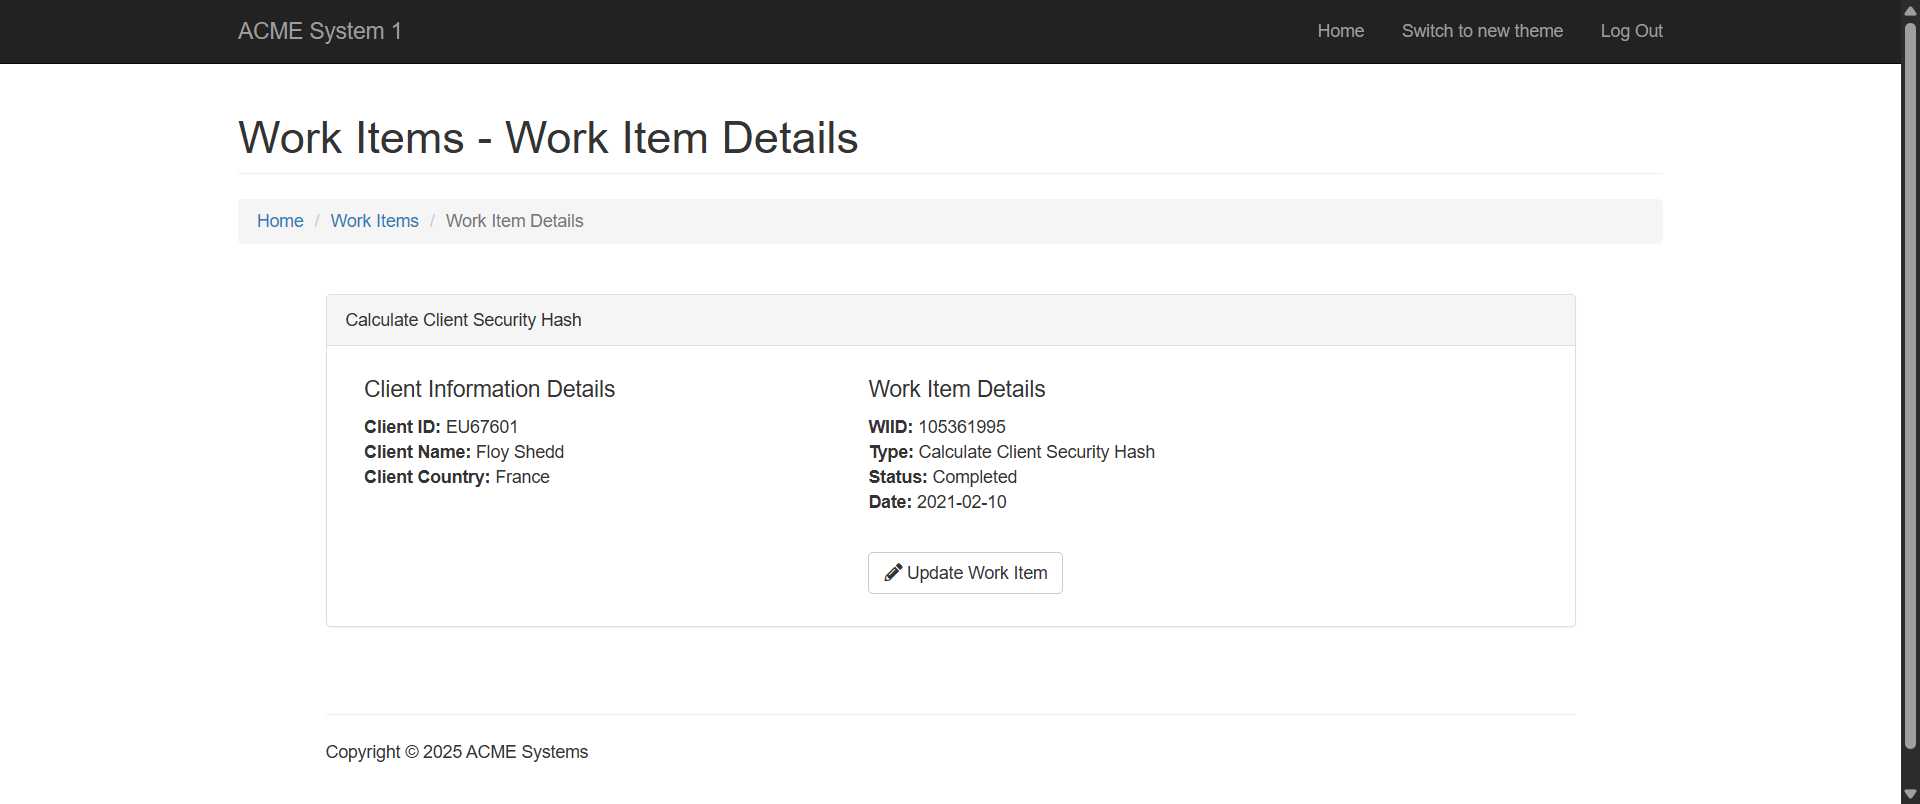 ACME System 1
Home
Switch to new theme
Log Out
Work Items - Work Item Details
Home / Work Items / Work Item Details
Calculate Client Security Hash
Client Information Details
Client ID: EU67601
Client Name: Floy Shedd
Client Country: France
Work Item Details
WIID: 105361995
Type: Calculate Client Security Hash
Status: Completed
Date: 2021-02-10
Update Work Item
Copyright © 2025 ACME Systems